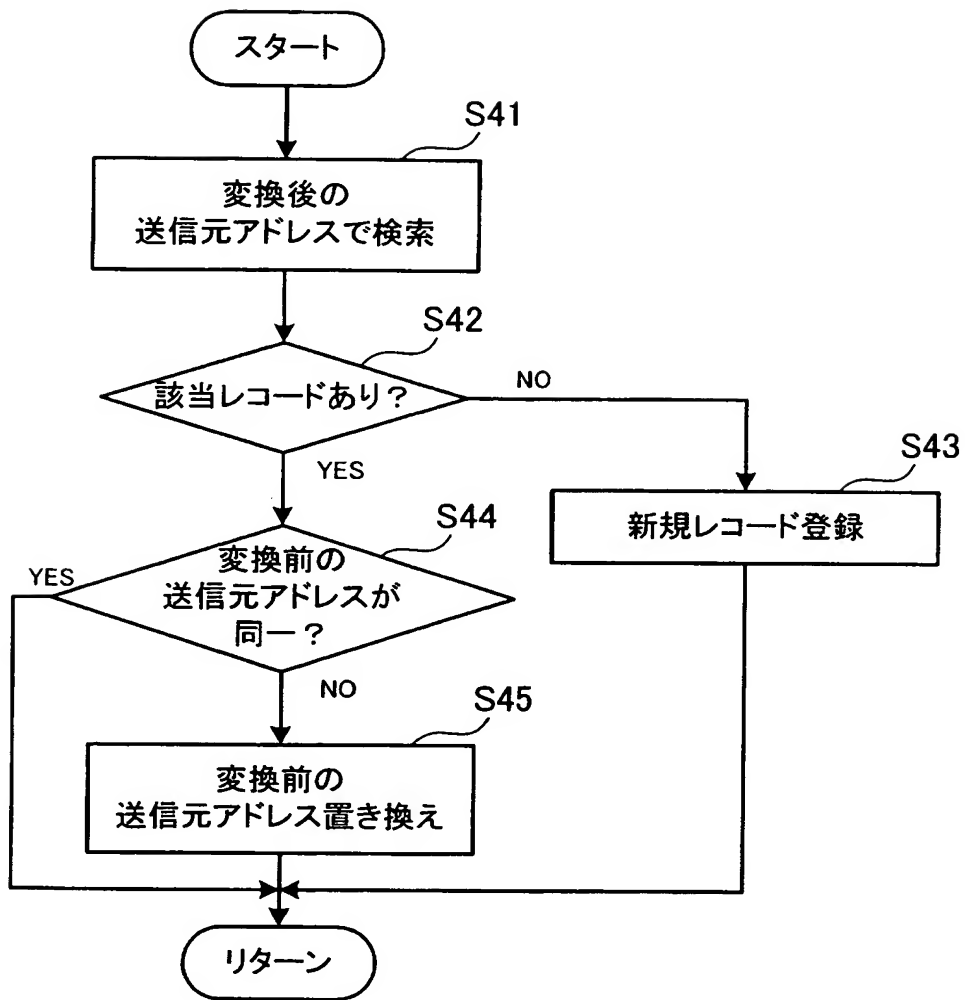 スタート
S41
変換後の
送信元アドレスで検索
S42
該当レコードあり？
NO
YES
S43
新規レコード登録
S44
変換前の
送信元アドレスが
同一？
YES
NO
S45
変換前の
送信元アドレス置き換え
リターン